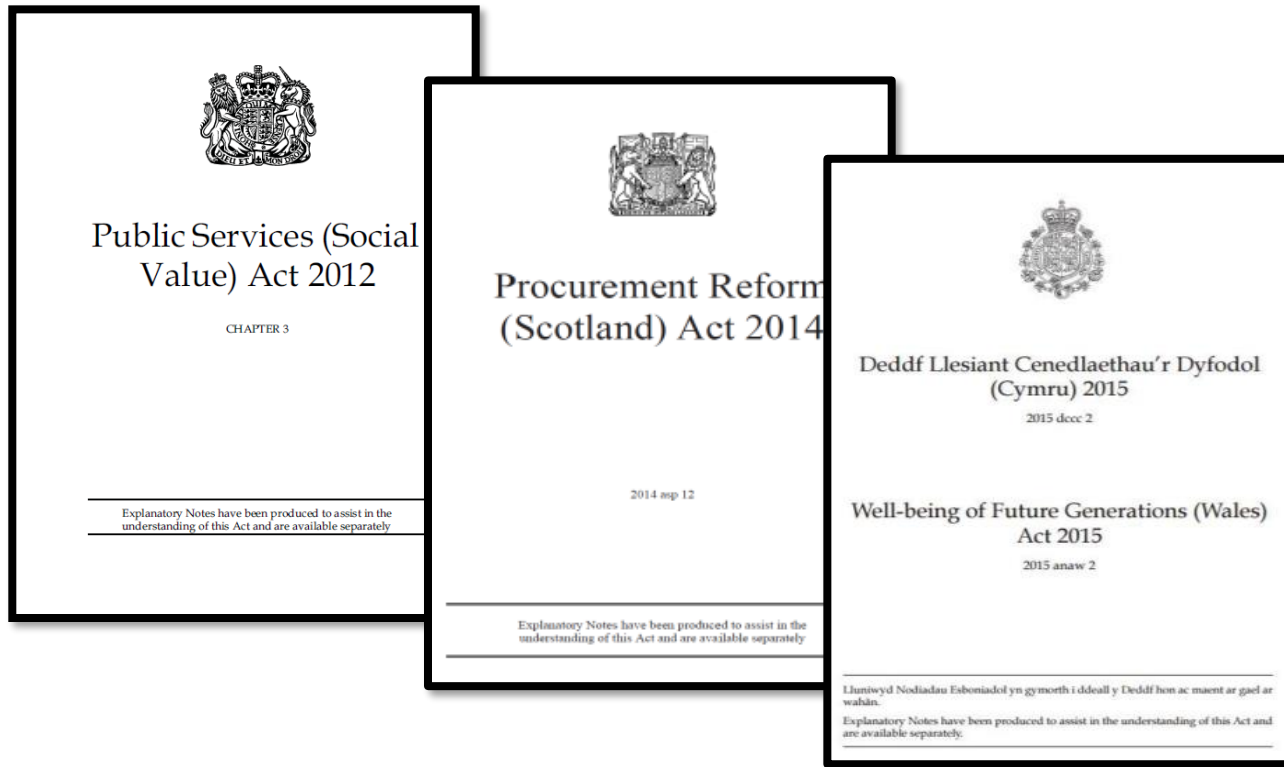 DIEU ET MON DROIT
Public Services (Social
Value) Act 2012
CHAPTER 3
Explanatory Notes have been produced to assist in the
understanding of this Act and are available separately
Procurement Reform
(Scotland) Act 2014
2014 asp 12
Explanatory Notes have been produced to assist in the
understanding of this Act and are available separately
Deddf Llesiant Cenedlaethau'r Dyfodol
(Cymru) 2015
2015 dccc 2
Well-being of Future Generations (Wales)
Act 2015
2015 anaw 2
Lluniwyd Nodiadau Esboniadol yn gymorth i ddeall y Deddf hon ac maent ar gael ar
wahân.
Explanatory Notes have been produced to assist in the understanding of this Act and
are available separately.